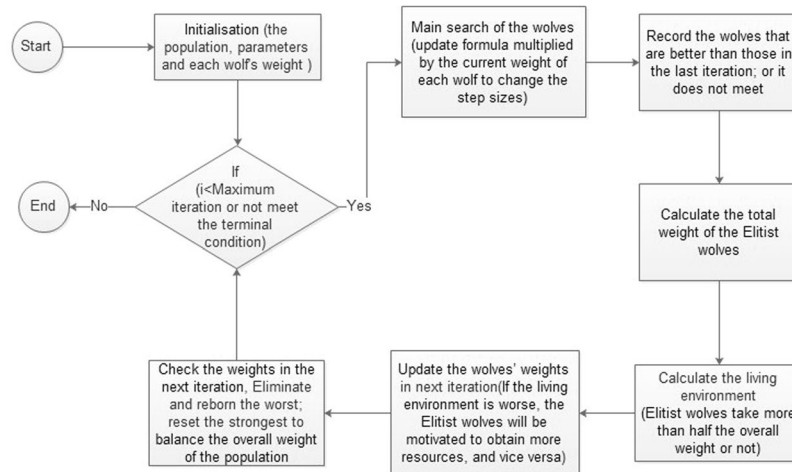 Start
Initialisation (the
population, parameters
and each wolf's weight )
Main search of the wolves
(update formula multiplied
by the current weight of
each wolf to change the
step sizes)
Record the wolves that
are better than those in
the last iteration; or it
does not meet
If
(i<Maximum
iteration or not meet
the terminal
condition)
End
No
Yes
Calculate the total
weight of the Elitist
wolves
Calculate the living
environment
(Elitist wolves take more
than half the overall
weight or not)
Update the wolves' weights
in next iteration(If the living
environment is worse, the
Elitist wolves will be
motivated to obtain more
resources, and vice versa)
Check the weights in the
next iteration, Eliminate
and reborn the worst;
reset the strongest to
balance the overall weight
of the population